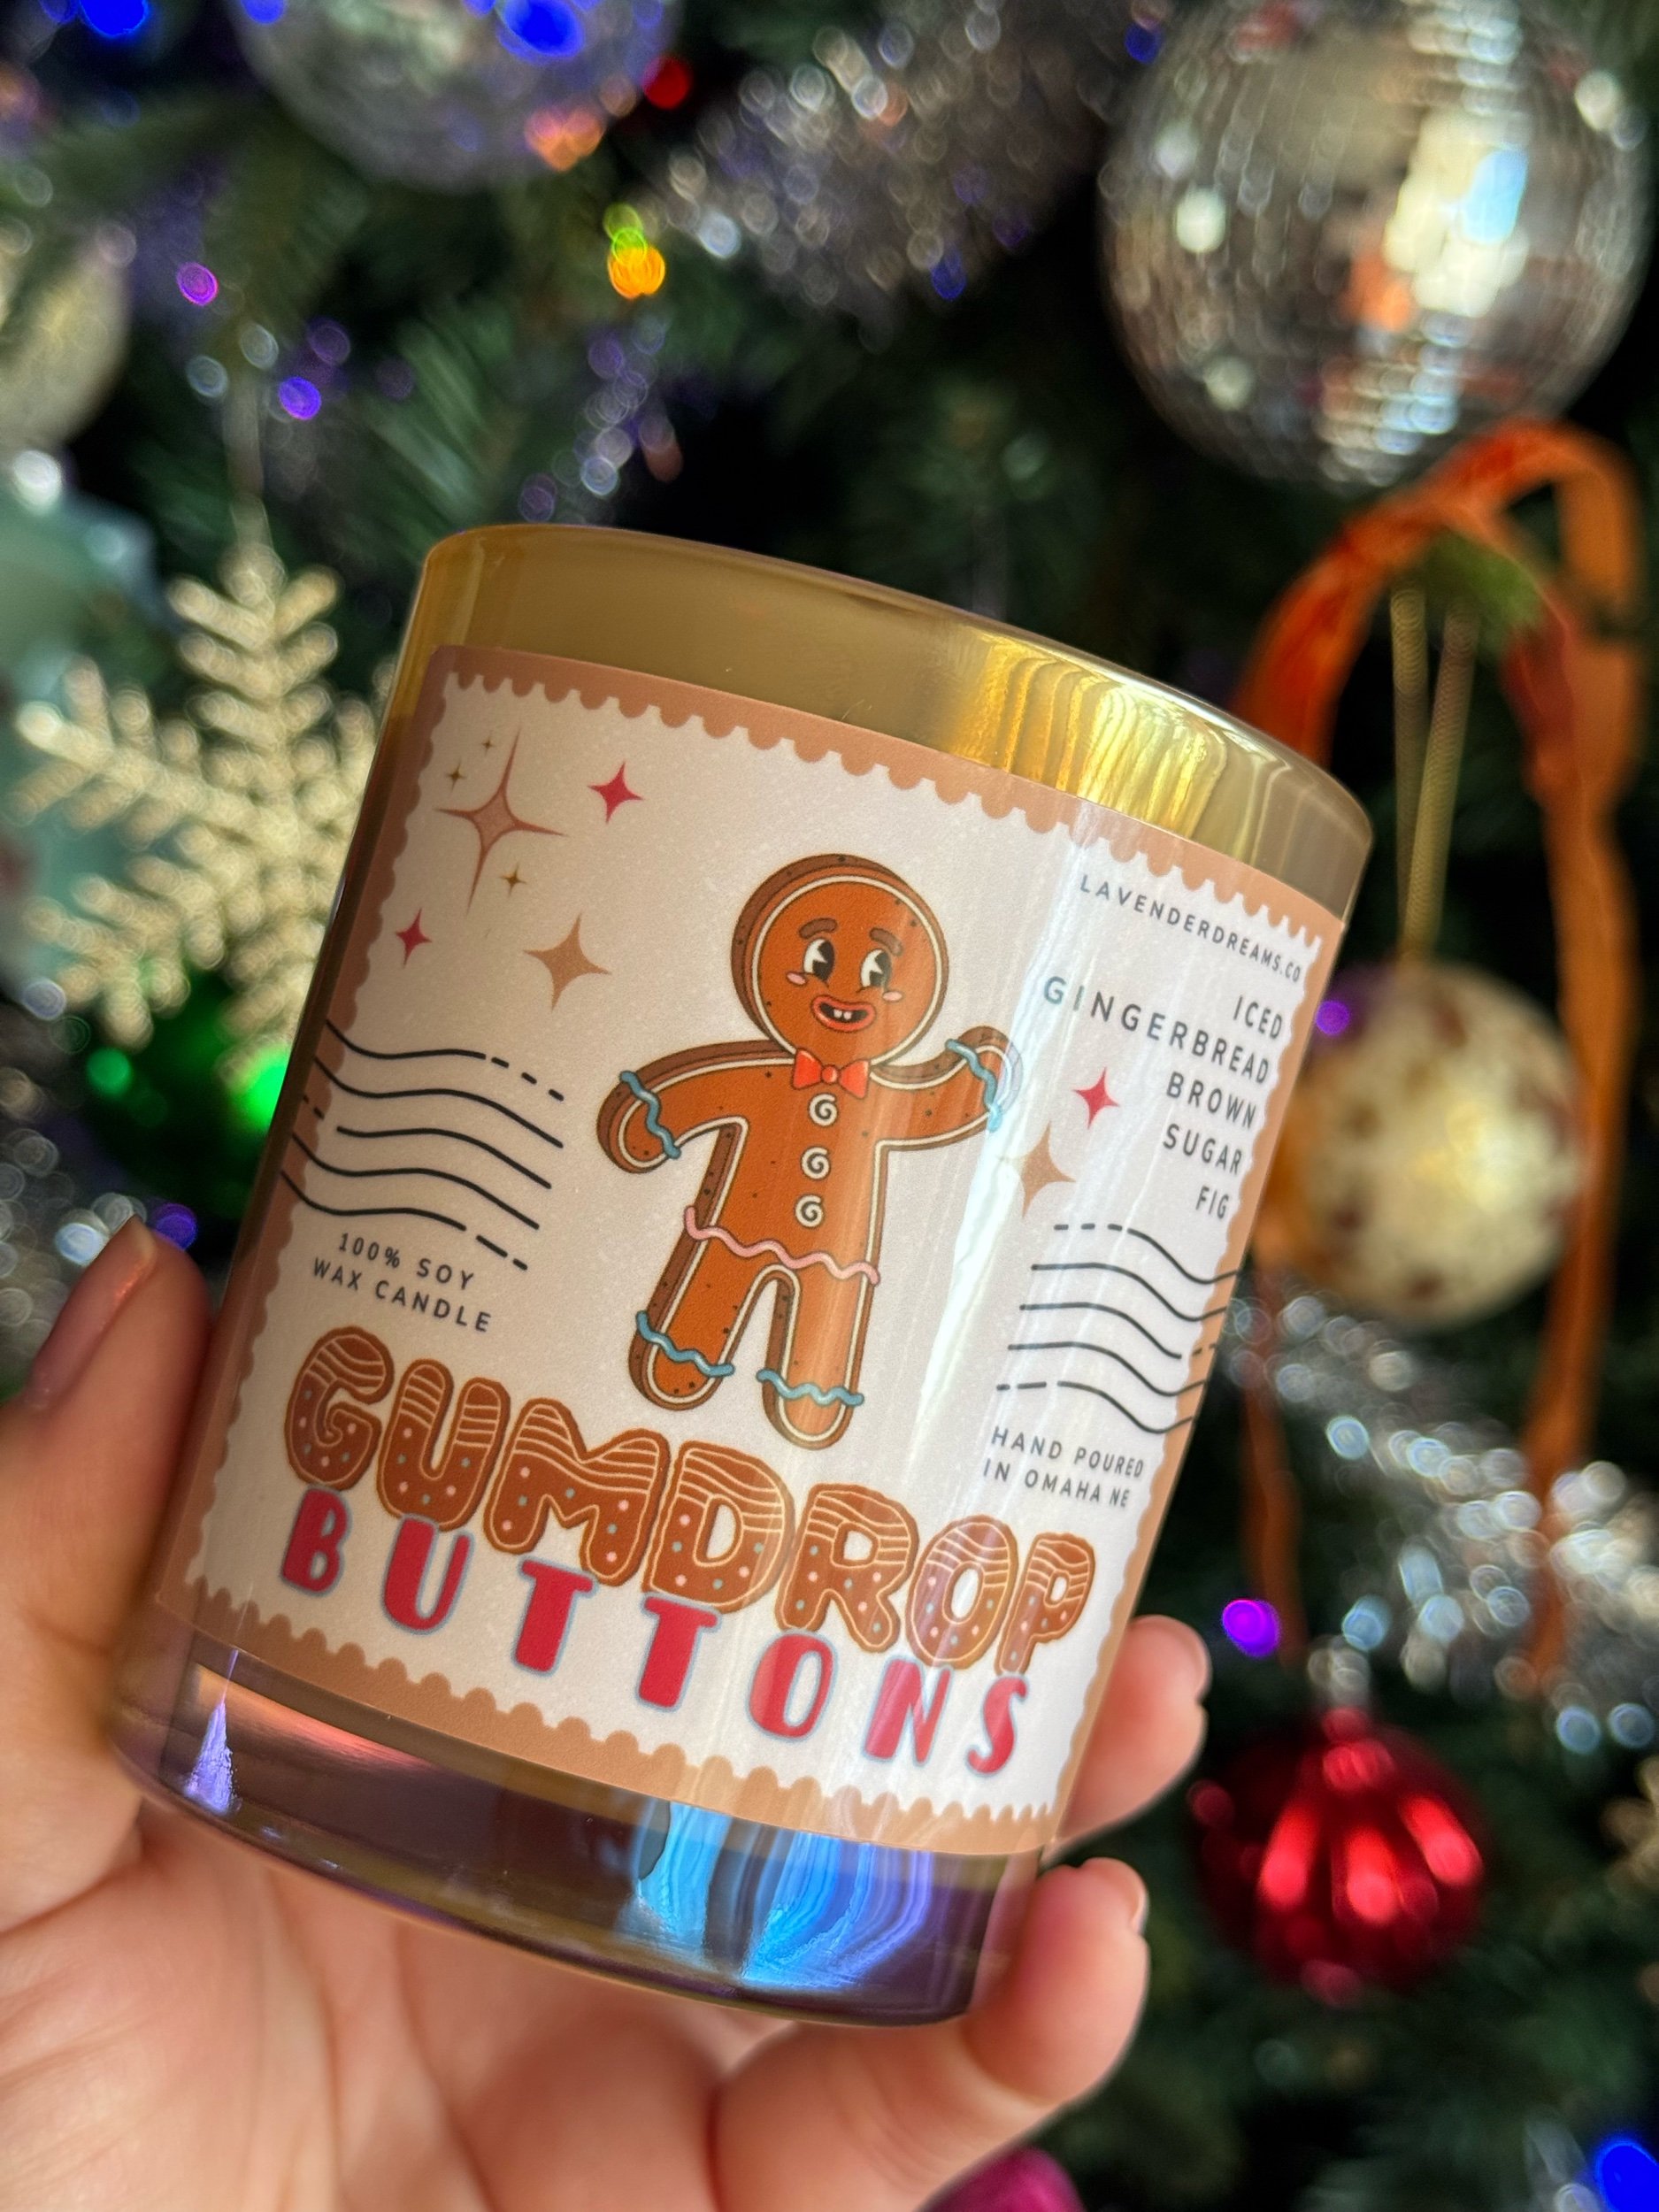 LAVENDERDREAMS.CO
ICED
GINGERBREAD
BROWN
SUGAR
FIG
100% SOY
WAX CANDLE
HAND POURED
IN OMAHA NE
GUMDROP
BUTTONS